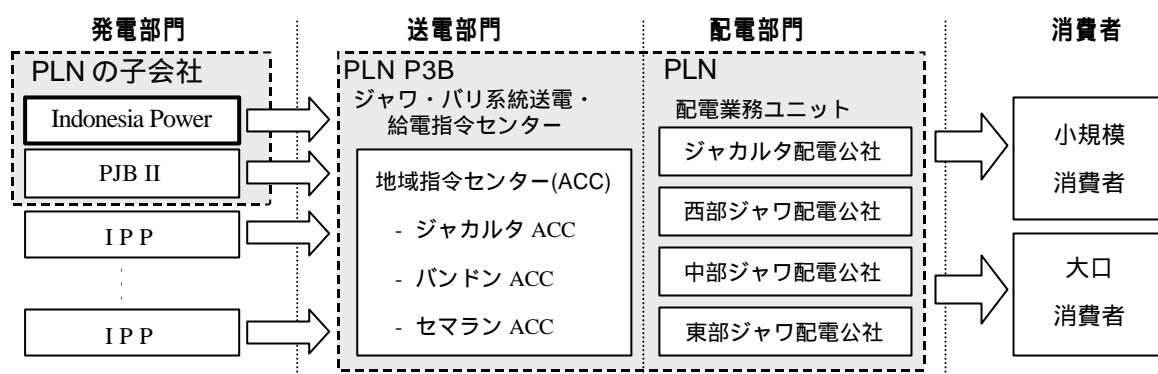 発電部門
送電部門
配電部門
消費者
PLN の子会社
Indonesia Power
PJB II
I P P
I P P
PLN P3B
ジャワ・バリ系統送電・
給電指令センター
地域指令センター(ACC)
- ジャカルタ ACC
- バンドン ACC
- セマラン ACC
PLN
配電業務ユニット
ジャカルタ配電公社
西部ジャワ配電公社
中部ジャワ配電公社
東部ジャワ配電公社
小規模
消費者
大口
消費者